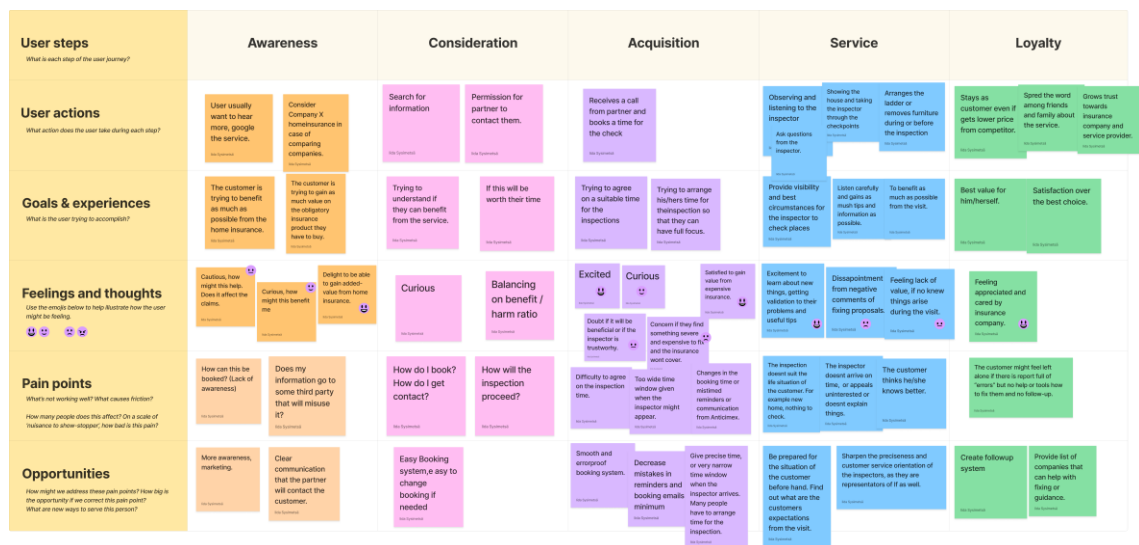 User steps
What is each step of the user journey?
Awareness
Consideration
Acquisition
Service
Loyalty
User actions
What action does the user take during each step?
User usually
want to hear
more, google
the service.
Consider
Company X
homeinsurance in
case of
comparing
companies.
Search for
information
Permission for
partner to
contact them.
Receives a call
from partner and
books a time for
the check
Observing and
listening to the
inspector
Ask questions
from the
inspector.
Showing the
house and taking
the inspector
through the
checkpoints
Arranges the
ladder or
removes furniture
during or before
the inspection
Stays as
customer even if
gets lower price
from competitor.
Spred the word
among friends
and family about
the service.
Grows trust
towards
insurance
company and
service provider.
Goals & experiences
What is the user trying to accomplish?
The customer is
trying to benefit
as much as
possible from the
home insurance.
The customer is
trying to gain as
much value on the
obligatory
insurance
product they
have to buy.
Trying to
understand if
they can benefit
from the service.
If this will be
worth their time
Trying to agree
on a suitable
time for the
inspections
Trying to arrange
his/hers time for
theinspection so
that they can
have full focus.
Provide visibility
and best
circumstances for
the inspector to
check places
Listen carefully
and gains as
mush tips and
information as
possible.
To benefit as
much as possible
from the visit.
Best value for
him/herself.
Satisfaction over
the best choice.
Feelings and thoughts
Use the emojis below to help illustrate how the user
might be feeling.
Cautious, how
might this help.
Does it affect the
claims.
Curious, how
might this benefit
me
Delight to be able
to gain added-
value from home
insurance.
Curious
Balancing
on benefit /
harm ratio
Excited
Curious
Satisfied to gain
value from
expensive
insurance.
Doubt if it will be
beneficial or if the
inspector is
trustworhy.
Concern if they find
something severe
and expensive to fix
and the insurance
wont cover.
Excitement to
learn about new
things, getting
validation to their
problems and
useful tips
Dissapointment
from negative
comments of
fixing proposals.
Feeling lack of
value, if no knew
things arise
during the visit.
Feeling
appreciated and
cared by
insurance
company.
Pain points
What's not working well? What causes friction?
How many people does this affect? On a scale of
'nuisance to show-stopper', how bad is this pain?
How can this be
booked? (Lack of
awareness)
Does my
information go to
some third party
that will misuse
it?
How do I book?
How do I get
contact?
How will the
inspection
proceed?
Difficulty to agree
on the inspection
time.
Too wide time
window given
when the
inspector might
appear.
Changes in the
booking time or
mistimed
reminders or
communication
from Anticimex.
The inspection
doesnt suit the
life situation of
the customer. For
example new
home, nothing to
check.
The inspector
doesnt arrive on
time, or appeals
uninterested or
doesnt explain
things.
The customer
thinks he/she
knows better.
The customer might feel left
alone if there is report full of
"errors" but no help or tools how
to fix them and no follow-up.
Opportunities
How might we address these pain points? How big is
the opportunity if we correct this pain point?
What are new ways to serve this person?
More awareness,
marketing.
Clear
communication
that the partner
will contact the
customer.
Easy Booking
system,e asy to
change
booking if
needed
Smooth and
errorproof
booking system.
Decrease
mistakes in
reminders and
booking emails
minimum
Give precise time,
or very narrow
time window
when the
inspector arrives.
Many people
have to arrange
time for the
inspection.
Be prepared for
the situation of
the customer
before hand. Find
out what are the
customers
expectations
from the visit.
Sharpen the preciseness and
customer service orientation of
the inspectors, as they are
representators of if as well.
Create followup
system
Provide list of
companies that
can help with
fixing or
guidance.